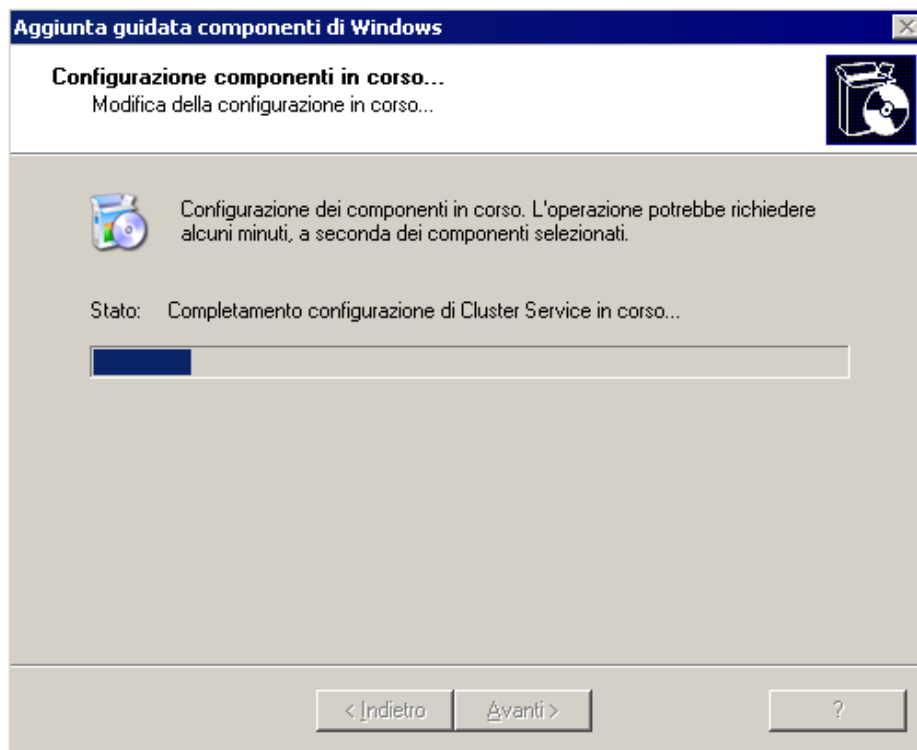 Aggiunta guidata componenti di Windows
Configurazione componenti in corso...
Modifica della configurazione in corso...
Configurazione dei componenti in corso. L'operazione potrebbe richiedere
alcuni minuti, a seconda dei componenti selezionati.
Stato: Completamento configurazione di Cluster Service in corso...
< Indietro Avanti > ?